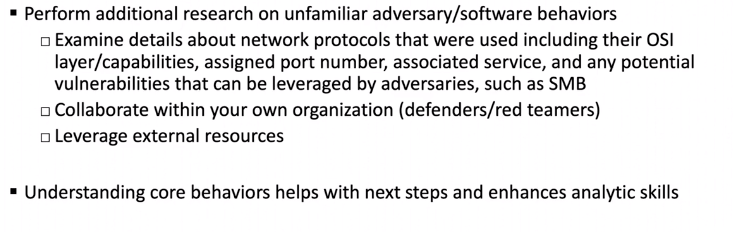 ▪ Perform additional research on unfamiliar adversary/software behaviors
□ Examine details about network protocols that were used including their OSI
layer/capabilities, assigned port number, associated service, and any potential
vulnerabilities that can be leveraged by adversaries, such as SMB
□ Collaborate within your own organization (defenders/red teamers)
□ Leverage external resources
▪ Understanding core behaviors helps with next steps and enhances analytic skills